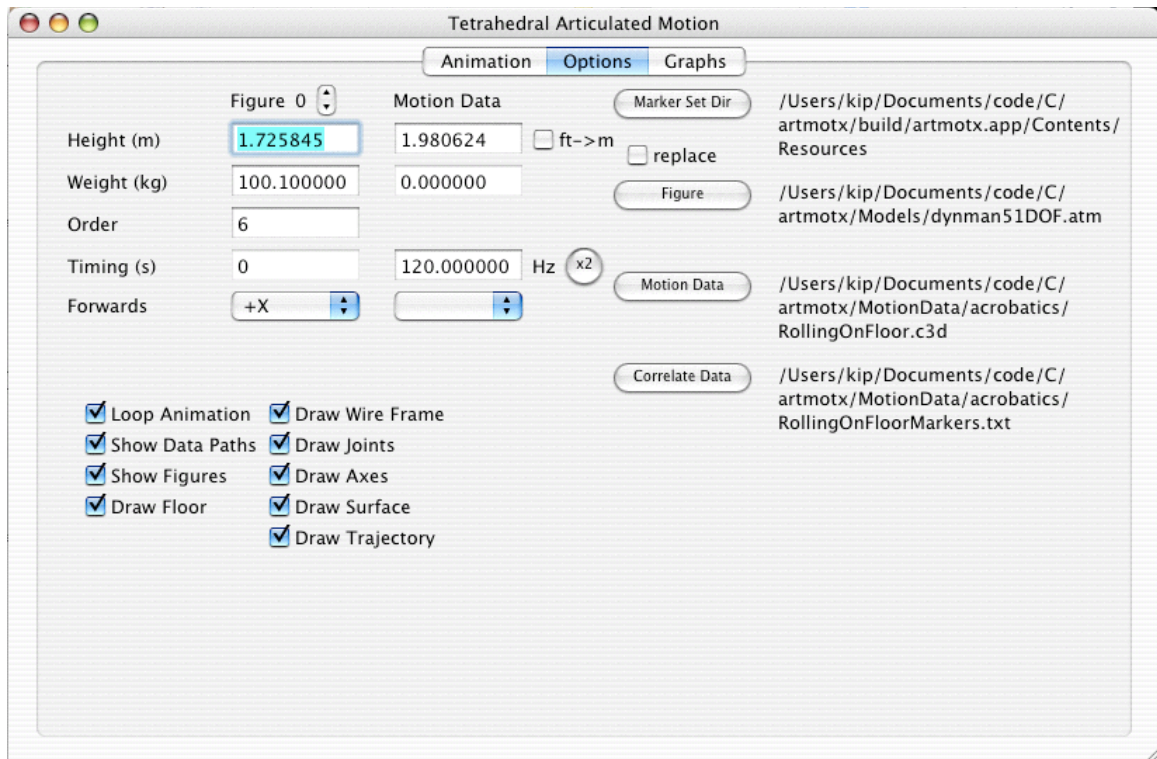 Tetrahedral Articulated Motion
Animation Options Graphs
Figure 0 Motion Data
Height (m) 1.725845 1.980624 ft->m
Weight (kg) 100.100000 0.000000
Order 6
Timing (s) 0 120.000000 Hz x2
Forwards +X
Marker Set Dir /Users/kip/Documents/code/C/
artmotx/build/artmotx.app/Contents/
Resources
replace
Figure /Users/kip/Documents/code/C/
artmotx/Models/dynman51DOF.atm
Motion Data /Users/kip/Documents/code/C/
artmotx/MotionData/acrobatics/
RollingOnFloor.c3d
Correlate Data /Users/kip/Documents/code/C/
artmotx/MotionData/acrobatics/
RollingOnFloorMarkers.txt
Loop Animation Draw Wire Frame
Show Data Paths Draw Joints
Show Figures Draw Axes
Draw Floor Draw Surface
Draw Trajectory